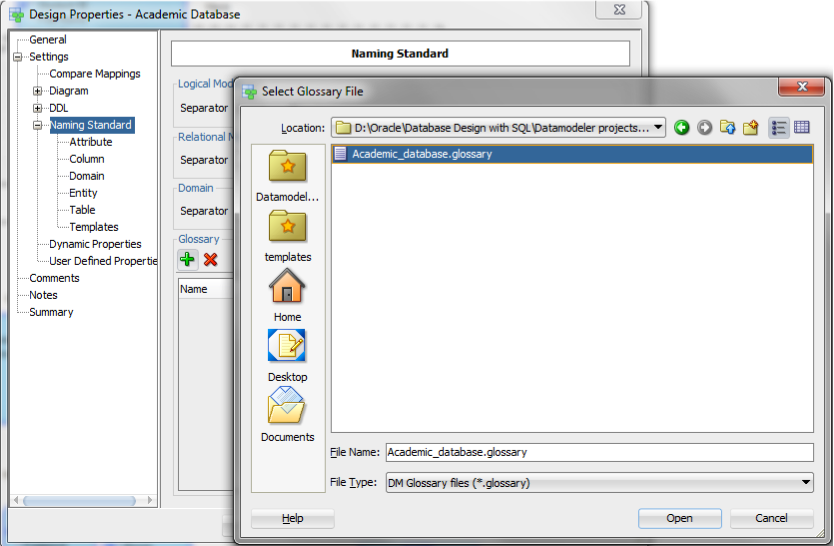 Design Properties - Academic Database
General
Settings
Compare Mappings
Diagram
DDL
Naming Standard
Attribute
Column
Domain
Entity
Table
Templates
Dynamic Properties
User Defined Propertie
Comments
Notes
Summary
Naming Standard
Logical Mod
Separator
Relational M
Separator
Domain
Separator
Glossary
Name
Select Glossary File
Location: D:\Oracle\Database Design with SQL\Datamodeler projects...
Datamodel...
templates
Home
Desktop
Documents
Academic_database.glossary
File Name: Academic_database.glossary
File Type: DM Glossary files (*.glossary)
Help Open Cancel